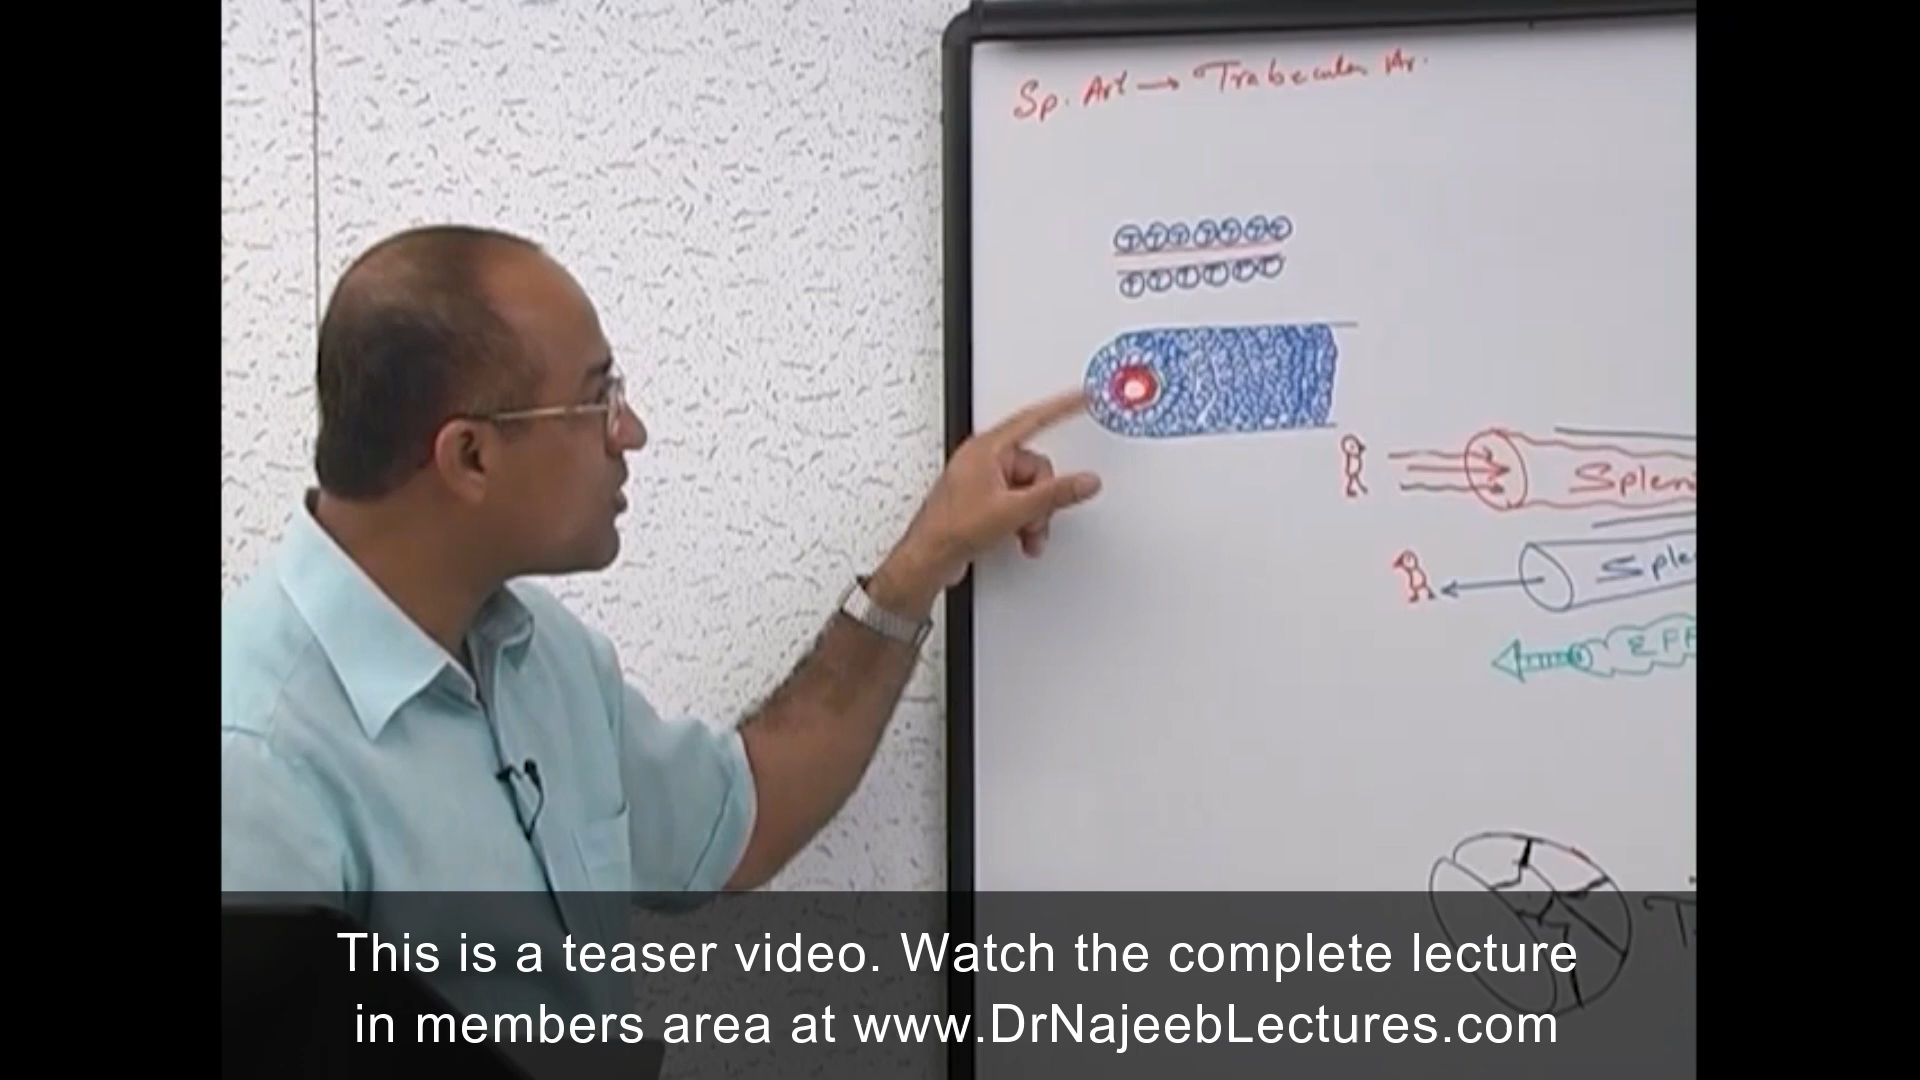 Sp. Art → Trabecular Ar.
T T T T T T T
T T T T T T
Splen
Sple
EFF
T
This is a teaser video. Watch the complete lecture
in members area at www.DrNajeebLectures.com